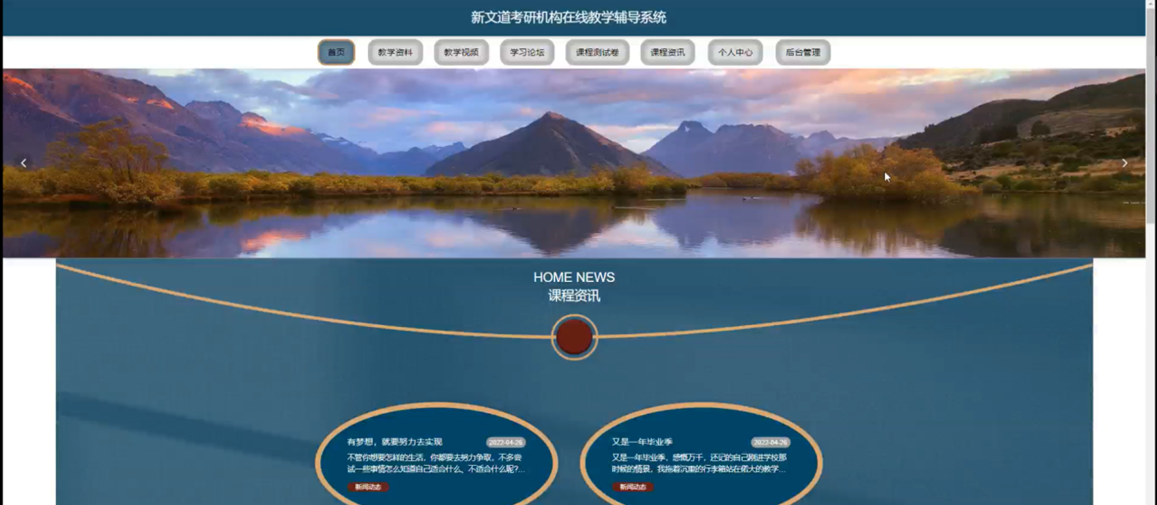 新文道考研机构在线教学辅导系统
首页 教学资料 教学视频 学习论坛 课程测试卷 课程资讯 个人中心 后台管理
HOME NEWS
课程资讯
有梦想，就要努力去实现 2022-04-26
不管你想要怎样的生活，你都要去努力争取，不多尝
试一些事情怎么知道自己适合什么、不适合什么呢?...
新闻动态
又是一年毕业季 2022-04-26
又是一年毕业季，感慨万千，还记的自己刚进学校那
时候的情景，我拖着沉重的行李箱站在偌大的教学...
新闻动态